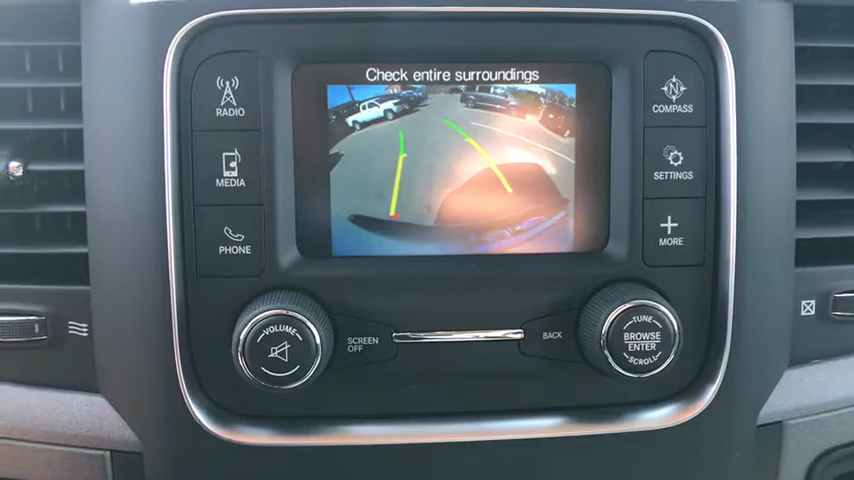 Check entire surroundings
RADIO
MEDIA
PHONE
N
COMPASS
SETTINGS
MORE
VOLUME
SCREEN
OFF
BACK
TUNE
BROWSE
ENTER
SCROLL